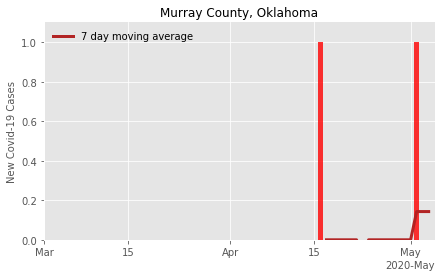 Murray County, Oklahoma
7 day moving average
New Covid-19 Cases
1.0
0.8
0.6
0.4
0.2
0.0
Mar 15 Apr 15 May
2020-May